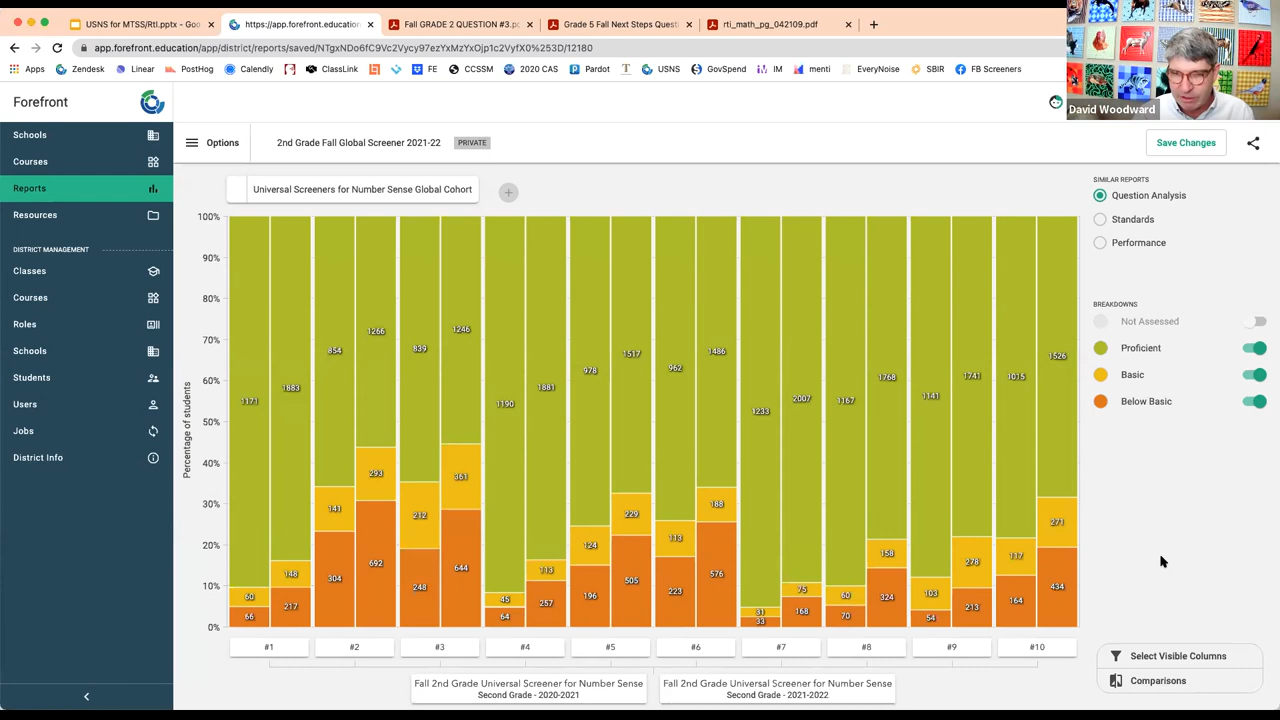 USNS for MTSS/RtI.pptx - Goo
https://app.forefront.education
Fall GRADE 2 QUESTION #3.pd
Grade 5 Fall Next Steps Questi
rti_math_pg_042109.pdf
app.forefront.education/app/district/reports/saved/NTgxNDo6fC9Vc2Vycy97ezYxMzYxOjp1c2VyfX0%253D/12180
Apps
Zendesk
Linear
PostHog
Calendly
ClassLink
FE
CCSSM
2020 CAS
Pardot
USNS
GovSpend
IM
menti
EveryNoise
SBIR
FB Screeners
David Woodward
Forefront
Schools
Courses
Reports
Resources
DISTRICT MANAGEMENT
Classes
Courses
Roles
Schools
Students
Users
Jobs
District Info
Options
2nd Grade Fall Global Screener 2021-22
PRIVATE
Save Changes
Universal Screeners for Number Sense Global Cohort
Percentage of students
100%
90%
80%
70%
60%
50%
40%
30%
20%
10%
0%
1171 60 66
1883 148 217
854 141 304
1266 293 692
839 212 248
1246 361 644
1190 45 64
1881 113 257
978 124 196
1517 229 505
962 113 223
1486 188 576
1233 31 33
2007 75 168
1167 60 70
1768 158 324
1141 103 54
1741 278 213
1015 117 164
1526 271 434
#1 #2 #3 #4 #5 #6 #7 #8 #9 #10
Fall 2nd Grade Universal Screener for Number Sense
Second Grade - 2020-2021
Fall 2nd Grade Universal Screener for Number Sense
Second Grade - 2021-2022
SIMILAR REPORTS
Question Analysis
Standards
Performance
BREAKDOWNS
Not Assessed
Proficient
Basic
Below Basic
Select Visible Columns
Comparisons